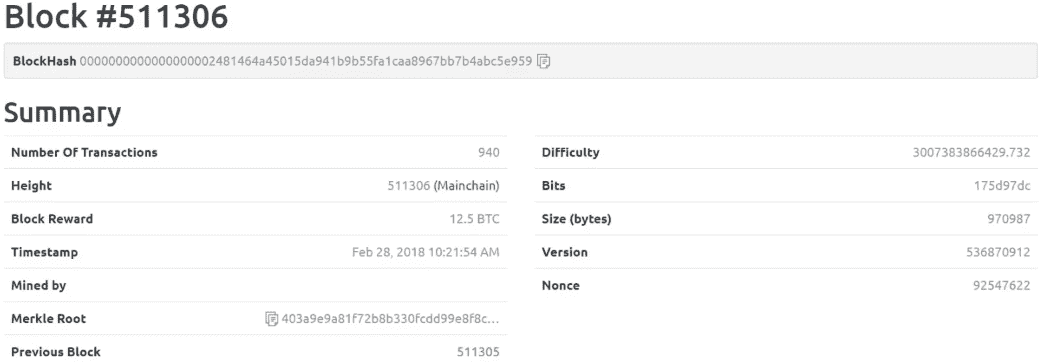 Block #511306
BlockHash 0000000000000000002481464a45015da941b9b55fa1caa8967bb7b4abc5e959
Summary
Number Of Transactions 940
Height 511306 (Mainchain)
Block Reward 12.5 BTC
Timestamp Feb 28, 2018 10:21:54 AM
Mined by
Merkle Root 403a9e9a81f72b8b330fcdd99e8f8c...
Previous Block 511305
Difficulty 3007383866429.732
Bits 175d97dc
Size (bytes) 970987
Version 536870912
Nonce 92547622